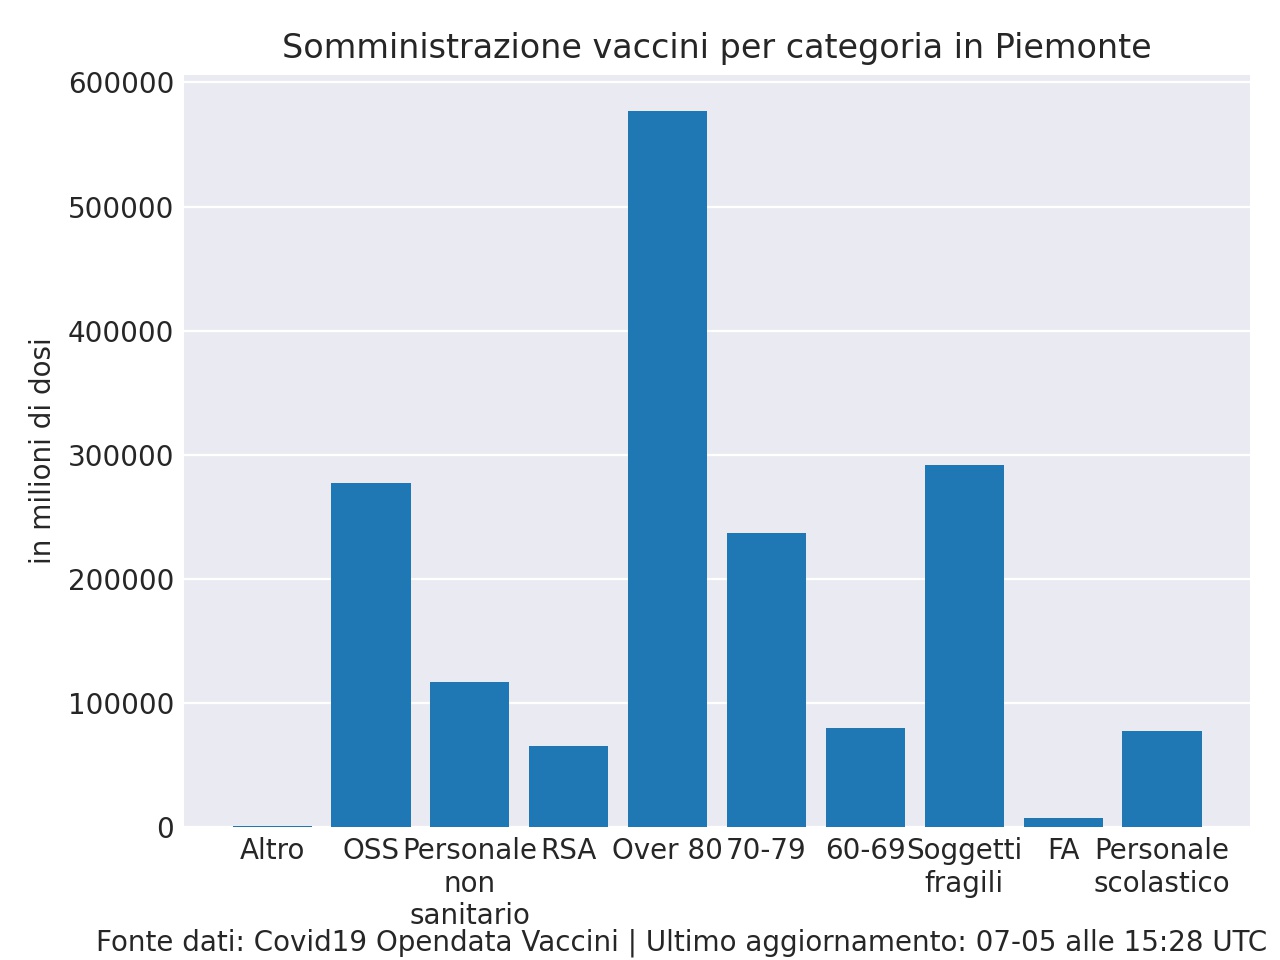 Somministrazione vaccini per categoria in Piemonte
600000
500000
400000
300000
200000
100000
0
in milioni di dosi
Altro
OSS
Personale
non
sanitario
RSA
Over 80
70-79
60-69
Soggetti
fragili
FA
Personale
scolastico
Fonte dati: Covid19 Opendata Vaccini | Ultimo aggiornamento: 07-05 alle 15:28 UTC